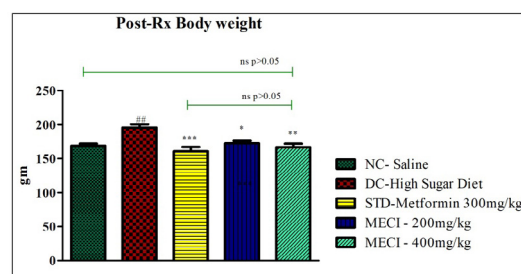 Post-Rx Body weight
ns p>0.05
ns p>0.05
250
200
150
100
50
0
gm
##
***
*
**
NC- Saline
DC-High Sugar Diet
STD-Metformin 300mg/kg
MECI - 200mg/kg
MECI - 400mg/kg